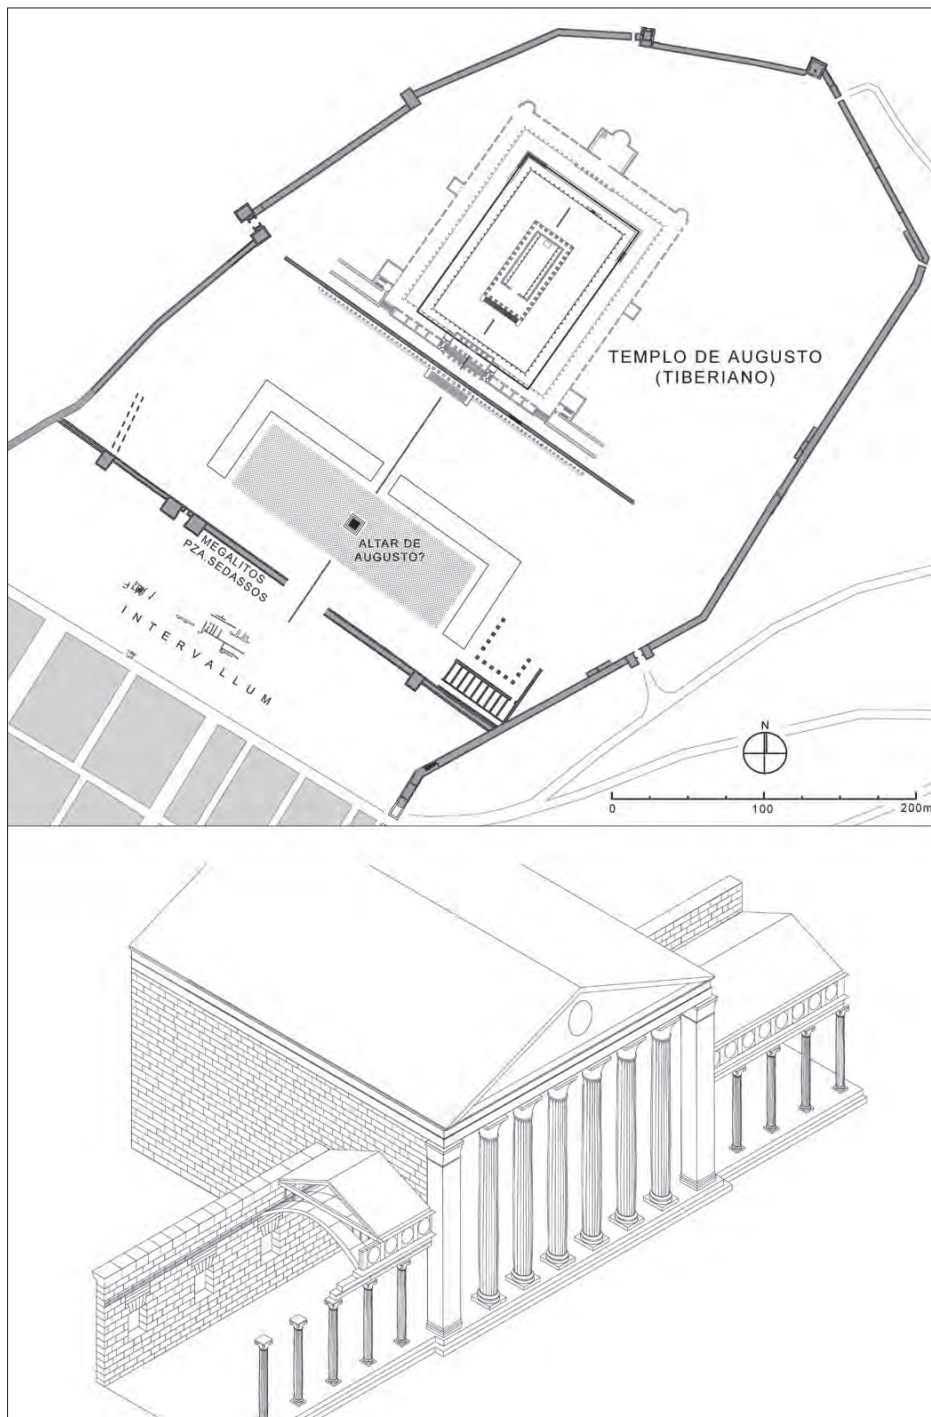 TEMPLO DE AUGUSTO
(TIBERIANO)
ALTAR DE
AUGUSTO?
MEGALITOS
PZA.SEDASSOS
INTERVALLUM
N
0 100 200m